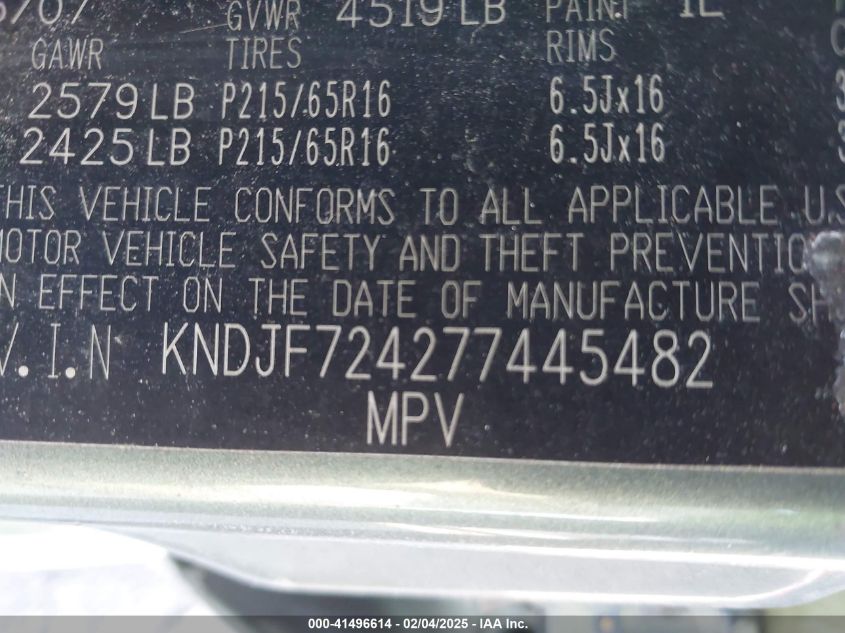 GVWR 4519 LB PAINT
GAWR TIRES RIMS
2579 LB P215/65R16 6.5Jx16
2425 LB P215/65R16 6.5Jx16
THIS VEHICLE CONFORMS TO ALL APPLICABLE U.S
MOTOR VEHICLE SAFETY AND THEFT PREVENTIO
IN EFFECT ON THE DATE OF MANUFACTURE SH
V.I.N KNDJF724277445482
MPV
000-41496614 - 02/04/2025 - IAA Inc.